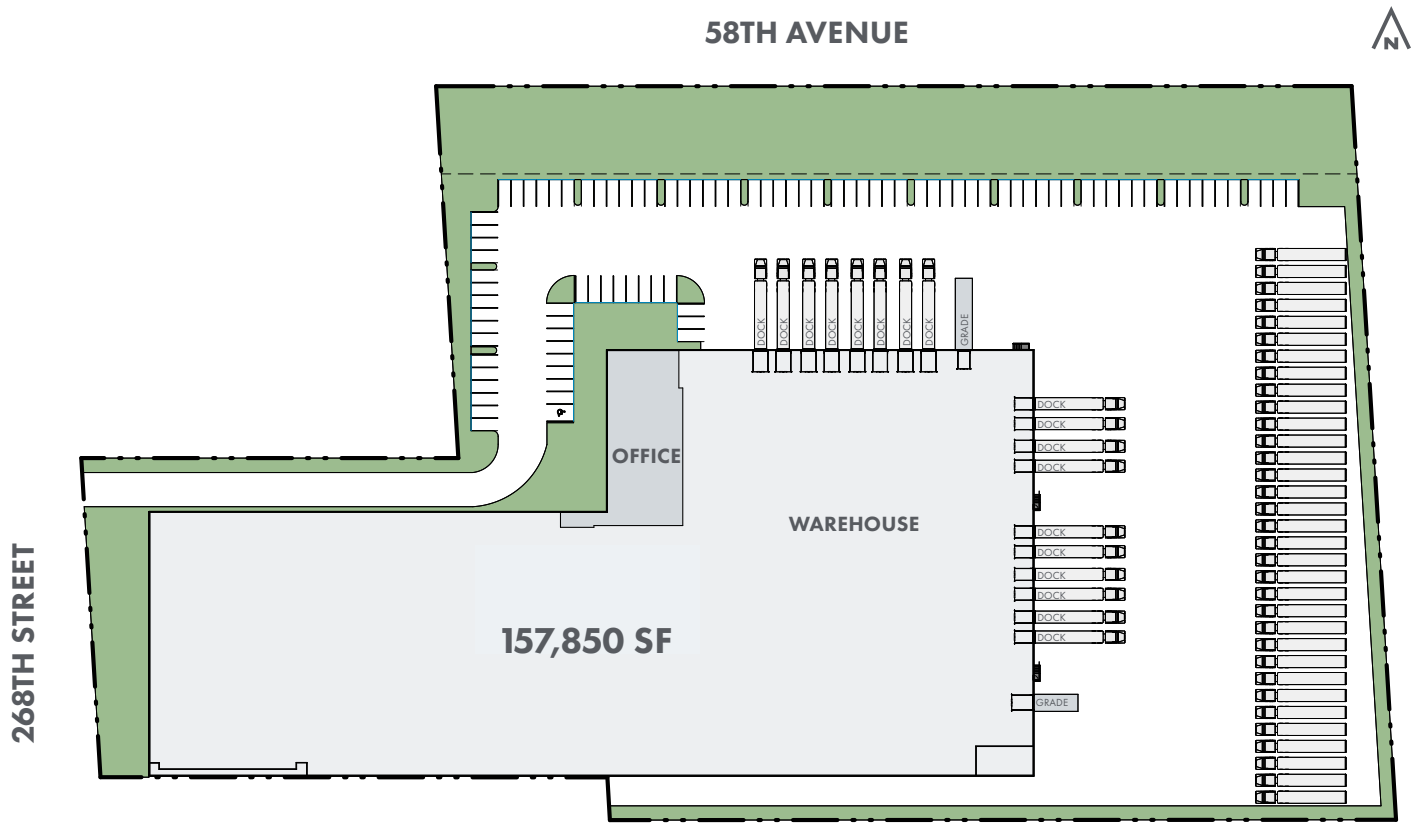 58TH AVENUE
N
DOCK DOCK DOCK DOCK DOCK DOCK DOCK DOCK GRADE
DOCK
DOCK
DOCK
OFFICE
DOCK
WAREHOUSE
DOCK
DOCK
DOCK
DOCK
DOCK
DOCK
157,850 SF
268TH STREET
GRADE